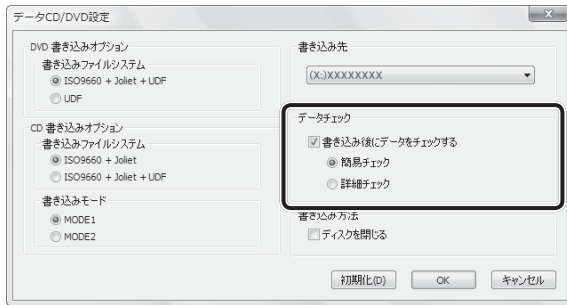 データCD/DVD設定
DVD 書き込みオプション
書き込みファイルシステム
ISO9660 + Joliet + UDF
UDF
CD 書き込みオプション
書き込みファイルシステム
ISO9660 + Joliet
ISO9660 + Joliet + UDF
書き込みモード
MODE1
MODE2
書き込み先
(X:)XXXXXXXX
データチェック
書き込み後にデータをチェックする
簡易チェック
詳細チェック
書き込み方法
ディスクを閉じる
初期化(D)
OK
キャンセル